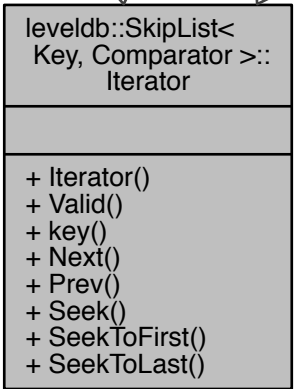 leveldb::SkipList<
Key, Comparator >::
Iterator
+ Iterator()
+ Valid()
+ key()
+ Next()
+ Prev()
+ Seek()
+ SeekToFirst()
+ SeekToLast()